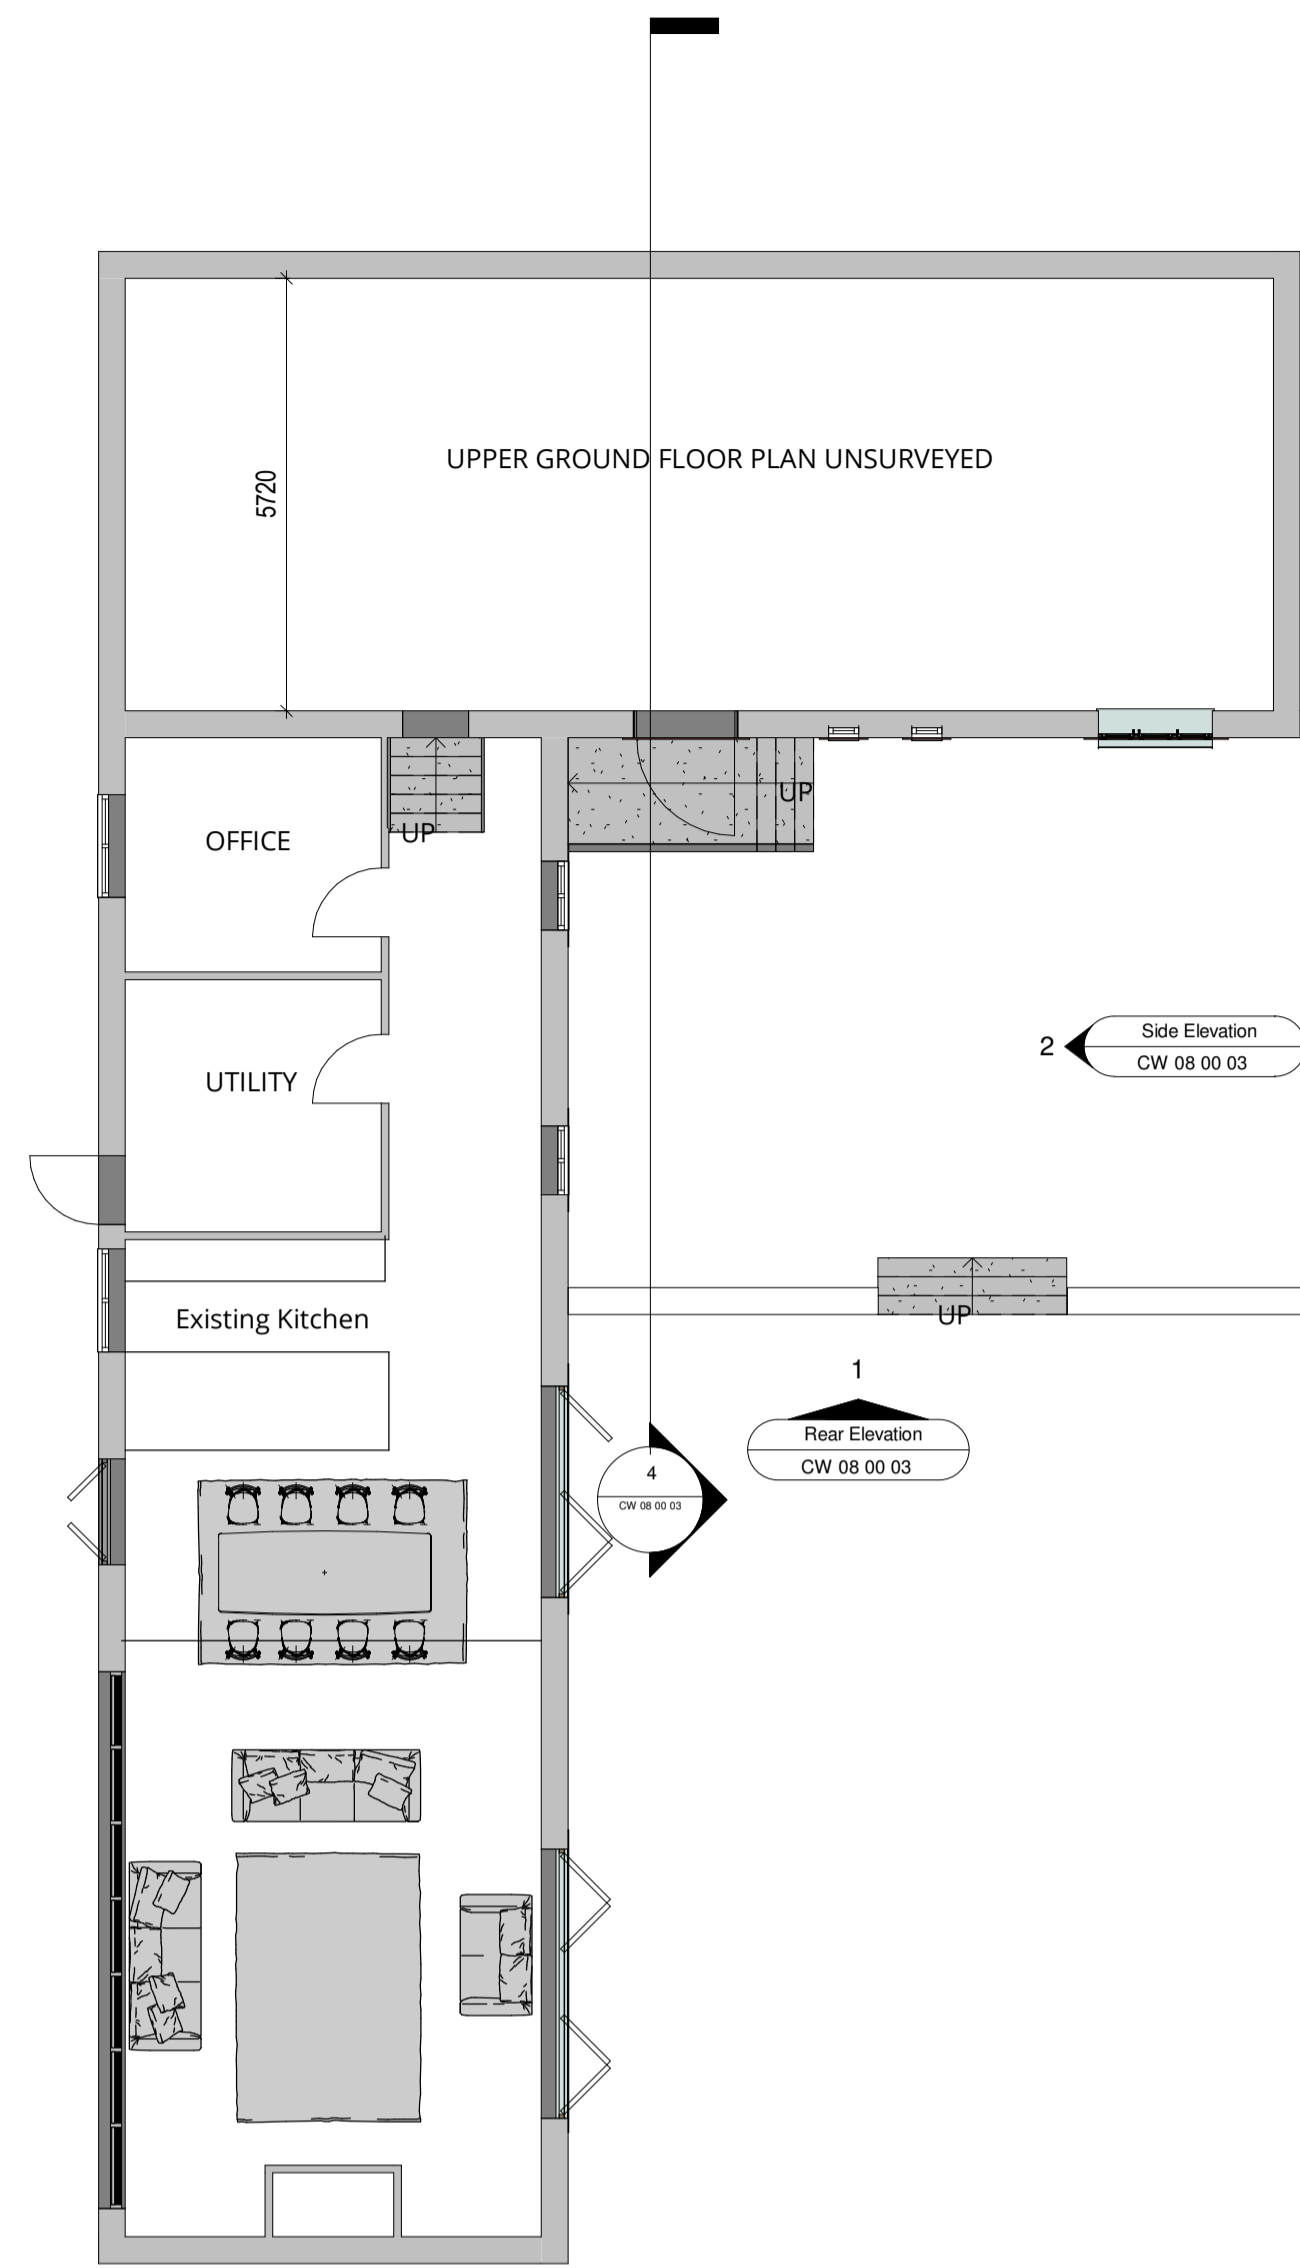 UPPER GROUND FLOOR PLAN UNSURVEYED
5720
UP
UP
OFFICE
2
Side Elevation
CW 08 00 03
UTILITY
Existing Kitchen
UP
1
Rear Elevation
CW 08 00 03
4
CW 08 00 03